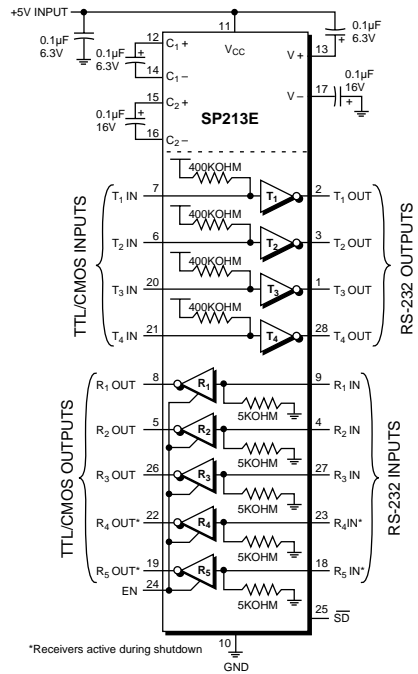 +5V INPUT
0.1µF
6.3V
12
C1+
11
VCC
V+
13
0.1µF
6.3V
14
C1–
15
C2+
0.1µF
16V
16
C2–
V–
17
0.1µF
16V
0.1µF
6.3V
SP213E
TTL/CMOS INPUTS
400KOHM
T1 IN
7
T1
2
T1 OUT
400KOHM
T2 IN
6
T2
3
T2 OUT
400KOHM
T3 IN
20
T3
1
T3 OUT
400KOHM
T4 IN
21
T4
28
T4 OUT
RS-232 OUTPUTS
TTL/CMOS OUTPUTS
R1 OUT
8
R1
9
R1 IN
5KOHM
R2 OUT
5
R2
4
R2 IN
5KOHM
R3 OUT
26
R3
27
R3 IN
5KOHM
R4 OUT*
22
R4
23
R4IN*
5KOHM
R5 OUT*
19
R5
18
R5 IN*
5KOHM
RS-232 INPUTS
EN
24
25
SD
*Receivers active during shutdown
10
GND